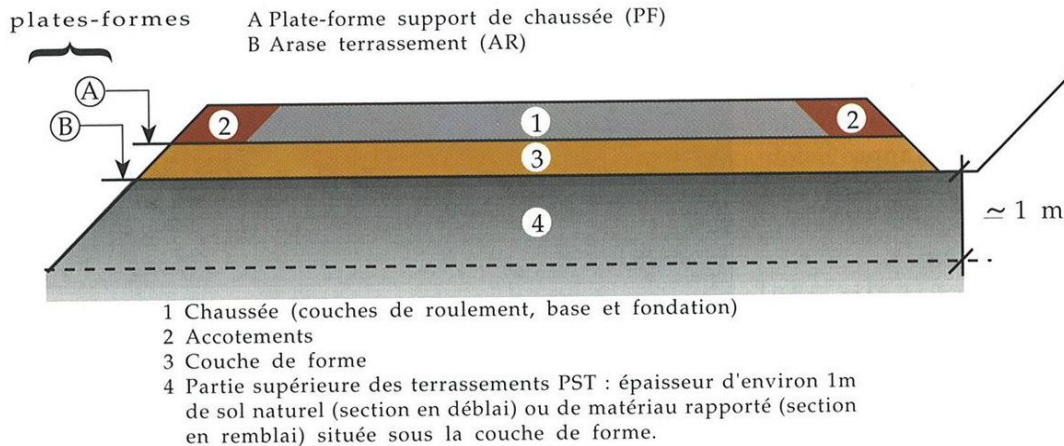 plates-formes
A Plate-forme support de chaussée (PF)
B Arase terrassement (AR)
A
B
2
1
2
3
4
≃ 1 m
1 Chaussée (couches de roulement, base et fondation)
2 Accotements
3 Couche de forme
4 Partie supérieure des terrassements PST : épaisseur d'environ 1m
de sol naturel (section en déblai) ou de matériau rapporté (section
en remblai) située sous la couche de forme.